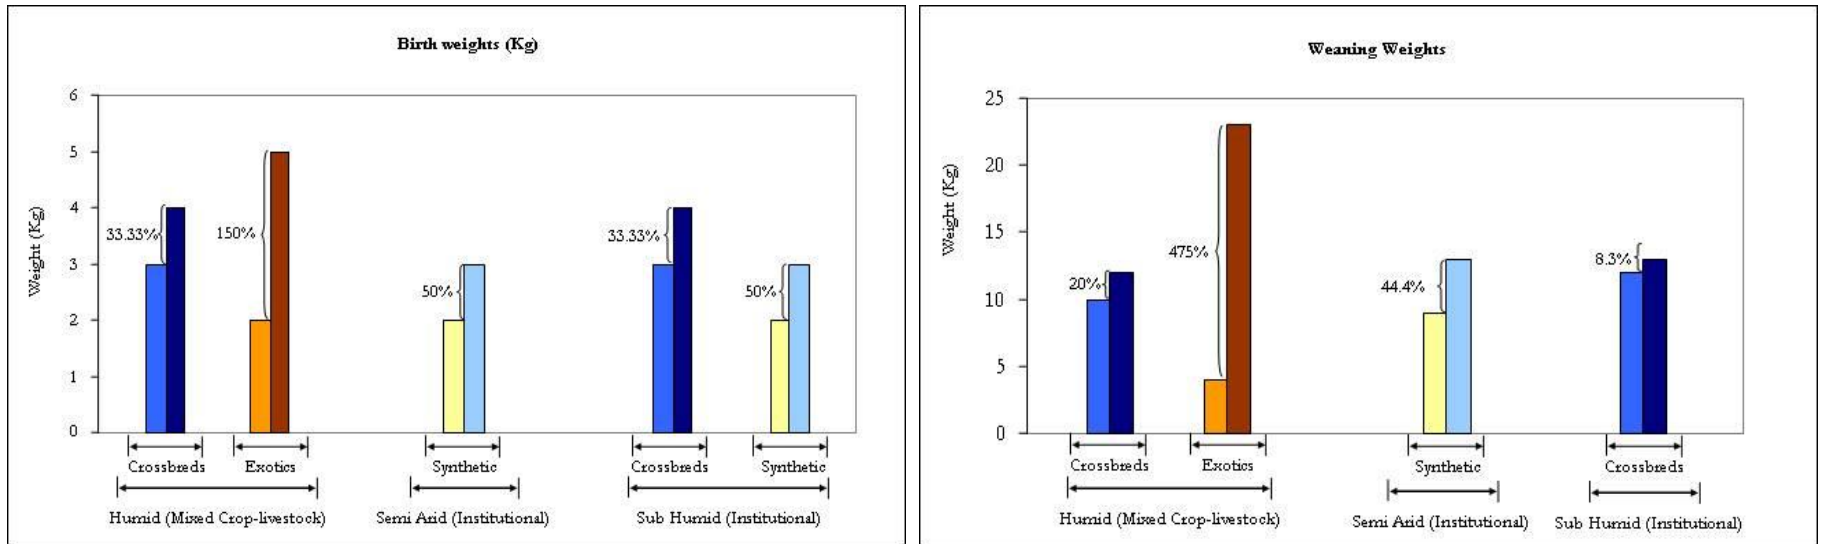 Birth weights (Kg)
Weight (Kg)
6
5
4
3
2
1
0
33.33%
150%
50%
33.33%
50%
Crossbreds
Exotics
Synthetic
Crossbreds
Synthetic
Humid (Mixed Crop-livestock)
Semi Arid (Institutional)
Sub Humid (Institutional)
Weaning Weights
Weight (Kg)
25
20
15
10
5
0
20%
475%
44.4%
8.3%
Crossbreds
Exotics
Synthetic
Crossbreds
Humid (Mixed Crop-livestock)
Semi Arid (Institutional)
Sub Humid (Institutional)